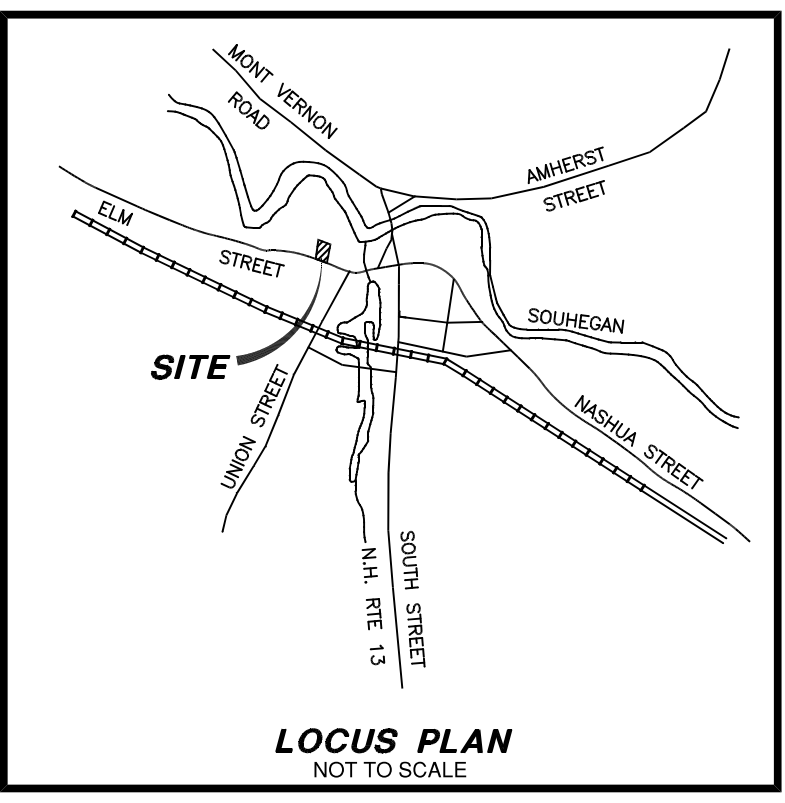 MONT VERNON
ROAD
AMHERST
STREET
ELM
STREET
SOUHEGAN
SITE
UNION STREET
NASHUA STREET
N.H. RTE 13
SOUTH STREET
LOCUS PLAN
NOT TO SCALE